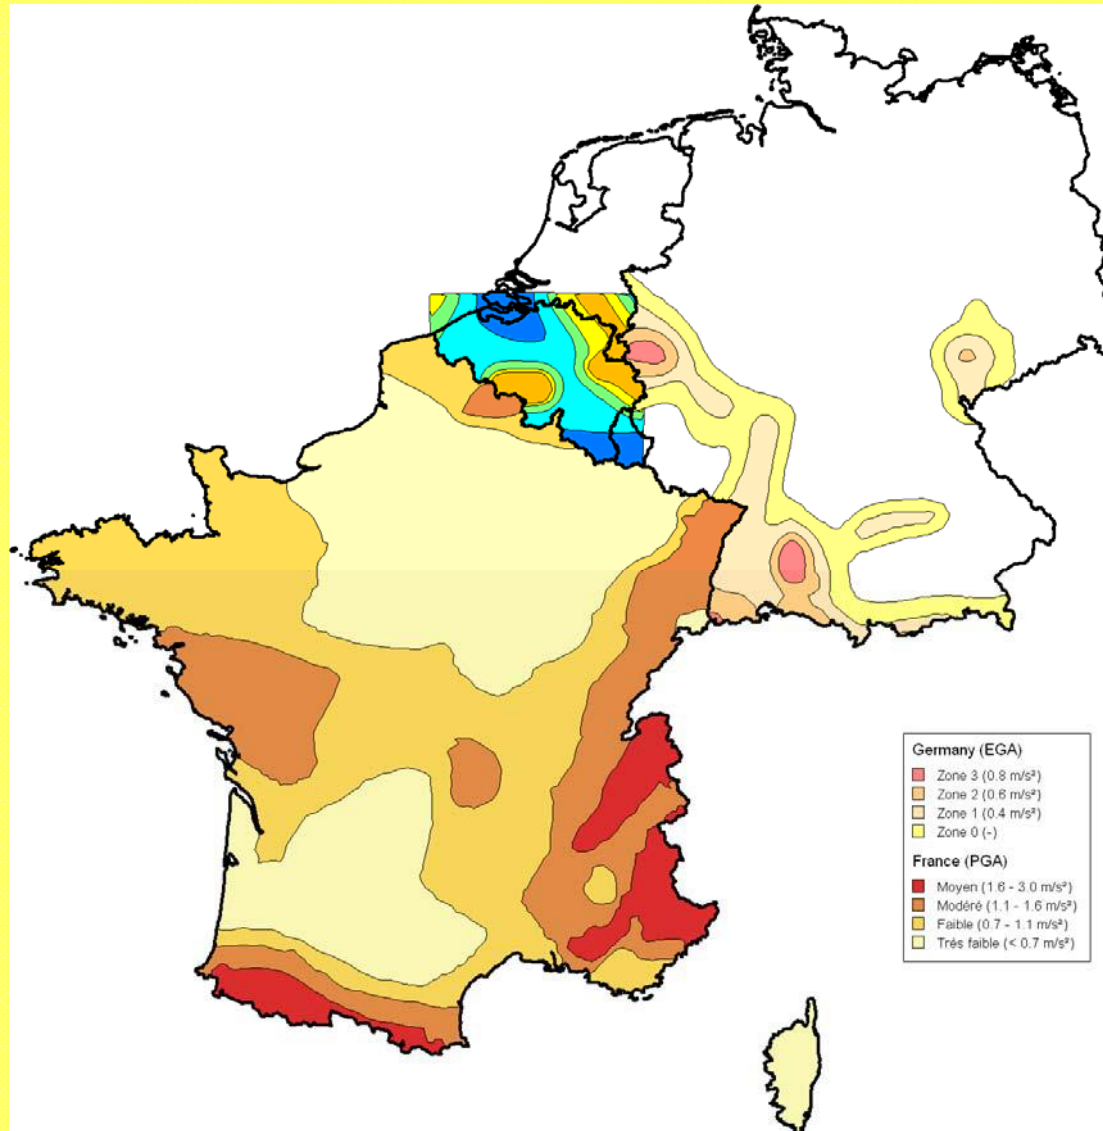 Germany (EGA)
Zone 3 (0.8 m/s²)
Zone 2 (0.6 m/s²)
Zone 1 (0.4 m/s²)
Zone 0 (-)
France (PGA)
Moyen (1.6 - 3.0 m/s²)
Modéré (1.1 - 1.6 m/s²)
Faible (0.7 - 1.1 m/s²)
Trés faible (< 0.7 m/s²)